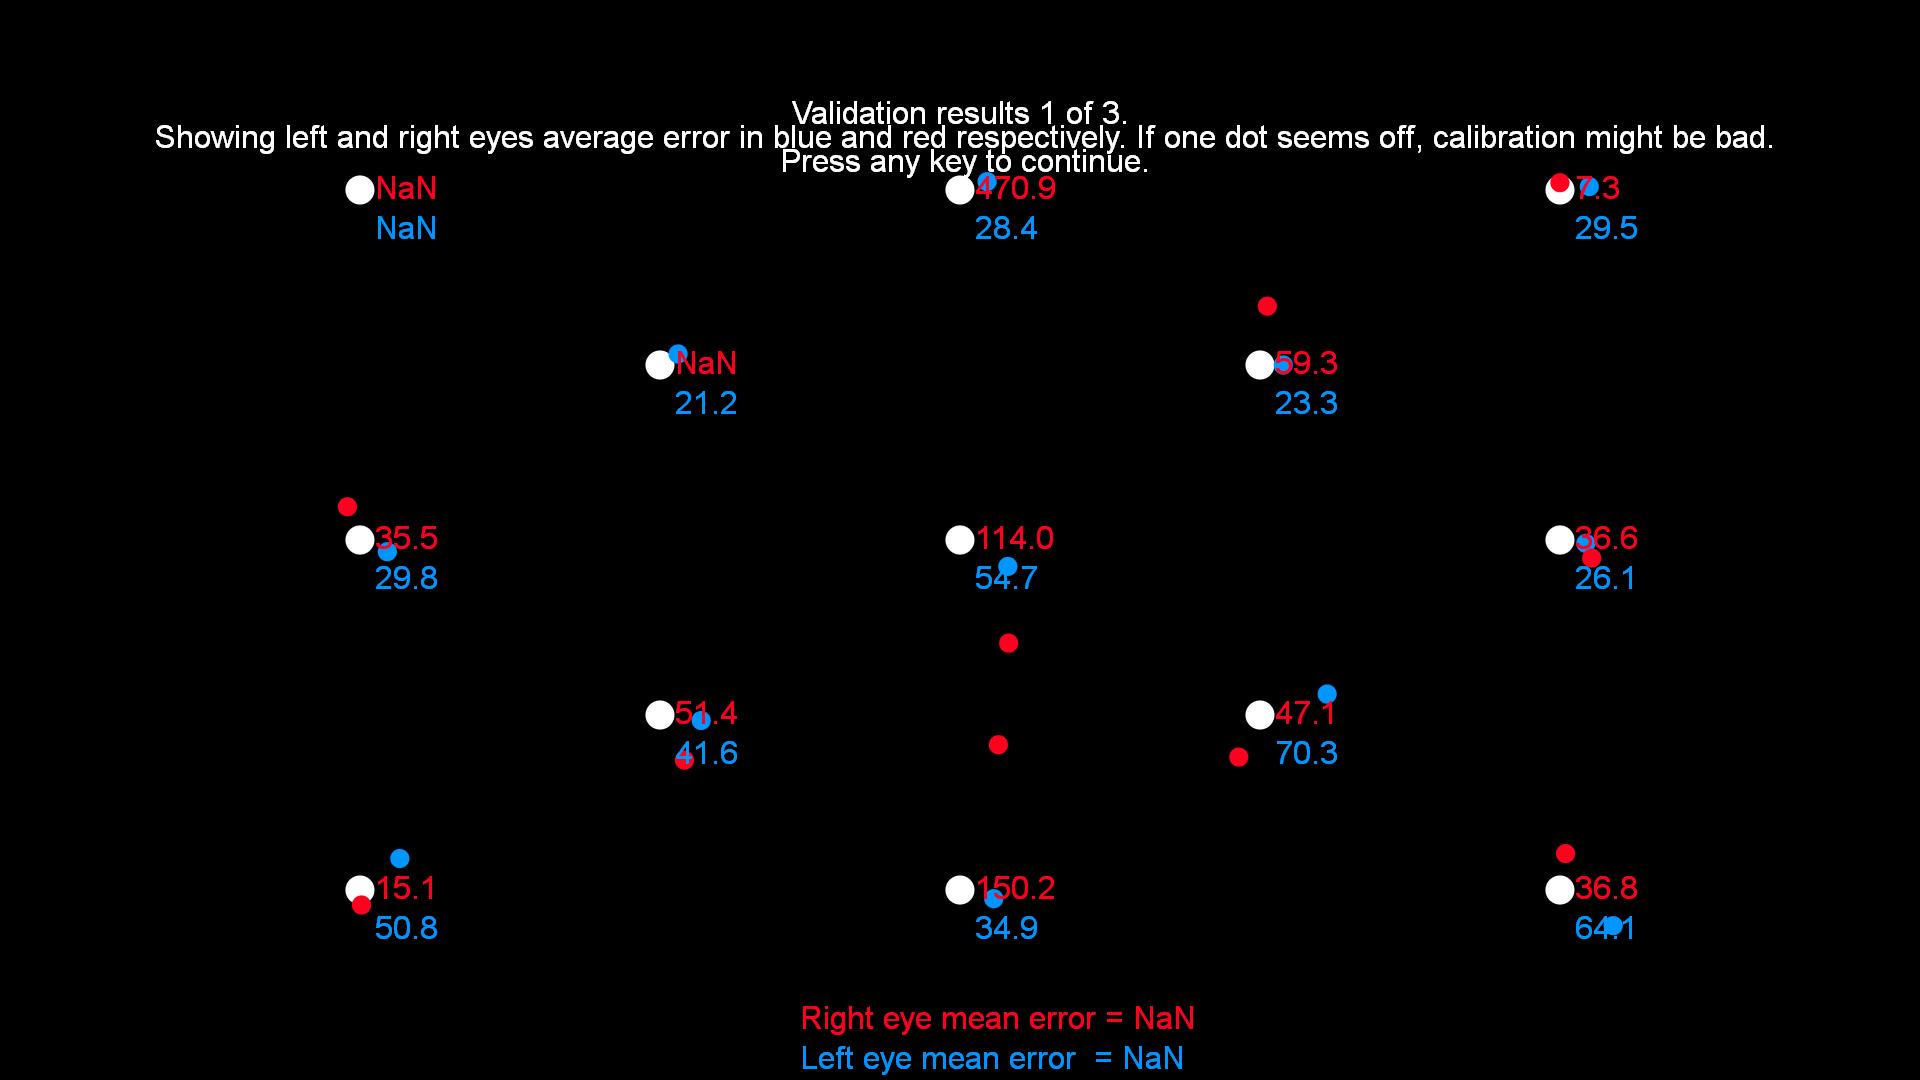 Validation results 1 of 3.
Showing left and right eyes average error in blue and red respectively. If one dot seems off, calibration might be bad.
Press any key to continue.
NaN 470.9 7.3
NaN 28.4 29.5
NaN 59.3
21.2 23.3
35.5 114.0 36.6
29.8 54.7 26.1
51.4 47.1
41.6 70.3
15.1 150.2 36.8
50.8 34.9 64.1
Right eye mean error = NaN
Left eye mean error = NaN